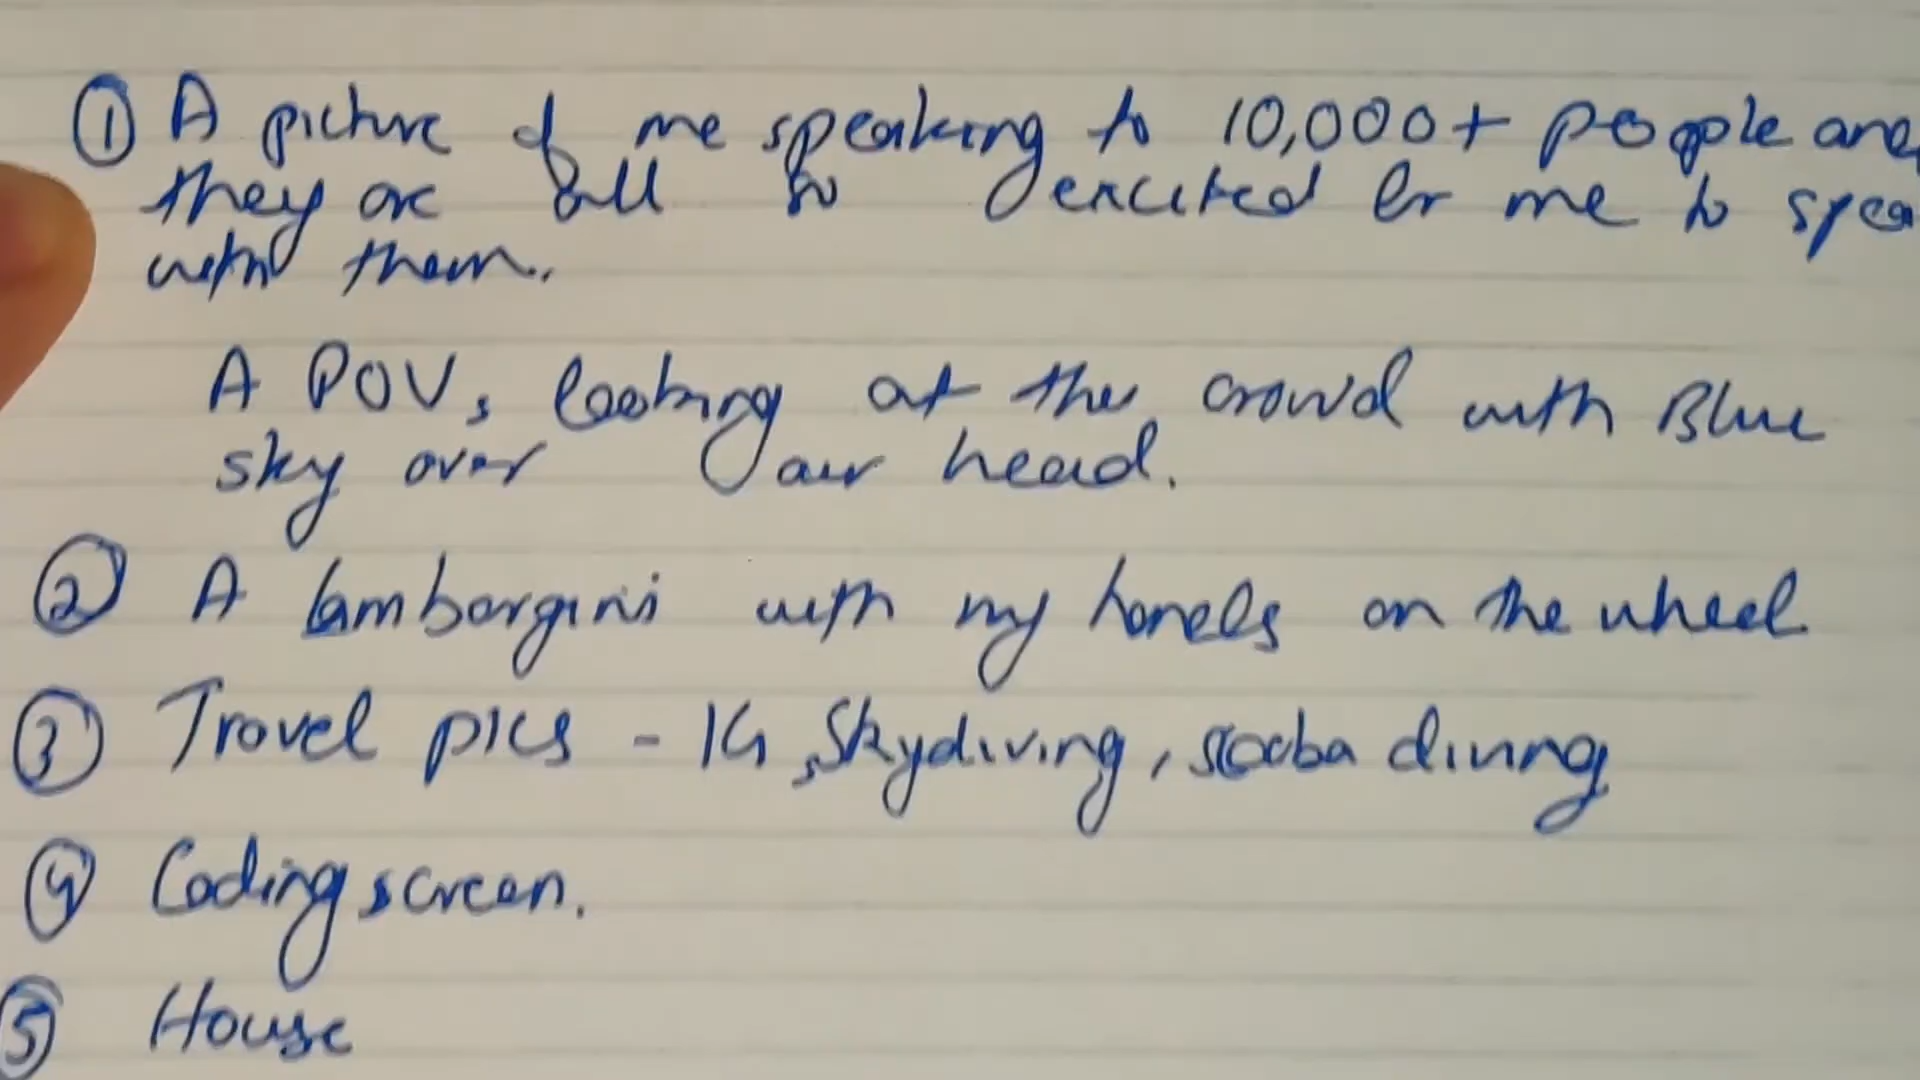 ① A picture of me speaking to 10,000+ people and
they are all so excited for me to spea
with them.
A POV, looking at the crowd with Blue
sky over our head.
② A lamborgini with my hands on the wheel
③ Travel pics - IG, Skydiving, scuba diving
④ Coding screen.
⑤ House